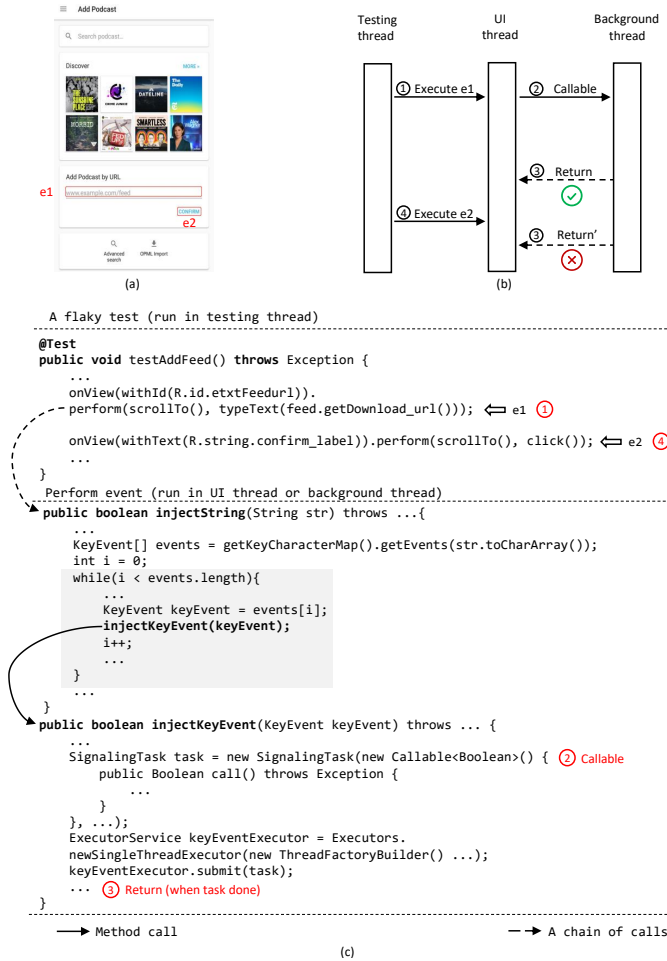 Add Podcast
Search podcast..
Discover
MORE »
THE SUNSHINE PLACE
CRIME JUNKIE
DATELINE
The Daily
MORBID
SMARTLESS
Add Podcast by URL
e1
www.example.com/feed
CONFIRM
e2
Advanced search
OPML Import
(a)
Testing thread
UI thread
Background thread
① Execute e1
② Callable
③ Return
④ Execute e2
③ Return’
(b)
A flaky test (run in testing thread)
@Test
public void testAddFeed() throws Exception {
...
onView(withId(R.id.etxtFeedurl)).
perform(scrollTo(), typeText(feed.getDownload_url())); e1 ①
onView(withText(R.string.confirm_label)).perform(scrollTo(), click()); e2 ④
...
}
Perform event (run in UI thread or background thread)
public boolean injectString(String str) throws ...{
...
KeyEvent[] events = getKeyCharacterMap().getEvents(str.toCharArray());
int i = 0;
while(i < events.length){
...
KeyEvent keyEvent = events[i];
injectKeyEvent(keyEvent);
i++;
...
}
...
}
public boolean injectKeyEvent(KeyEvent keyEvent) throws ... {
...
SignalingTask task = new SignalingTask(new Callable<Boolean>() { ② Callable
public Boolean call() throws Exception {
...
}
}, ...);
ExecutorService keyEventExecutor = Executors.
newSingleThreadExecutor(new ThreadFactoryBuilder() ...);
keyEventExecutor.submit(task);
... ③ Return (when task done)
}
Method call
A chain of calls
(c)